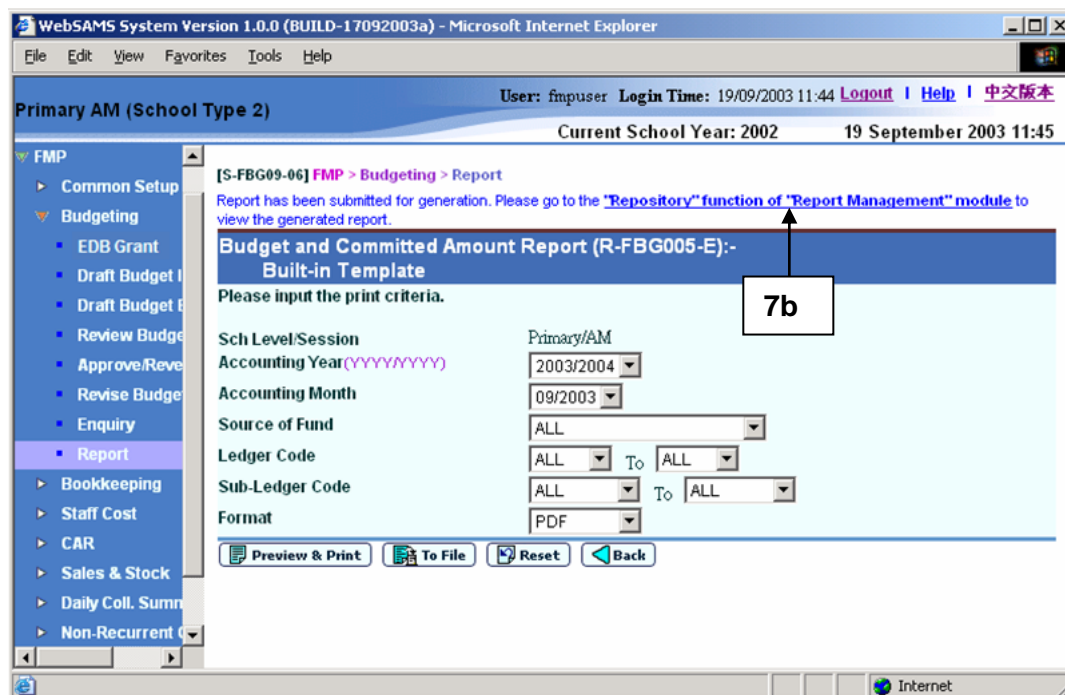 WebSAMS System Version 1.0.0 (BUILD-17092003a) - Microsoft Internet Explorer
File Edit View Favorites Tools Help
User: fmpuser Login Time: 19/09/2003 11:44 Logout | Help | 中文版本
Primary AM (School Type 2)
Current School Year: 2002 19 September 2003 11:45
FMP
Common Setup
Budgeting
EDB Grant
Draft Budget I
Draft Budget E
Review Budge
Approve/Reve
Revise Budge
Enquiry
Report
Bookkeeping
Staff Cost
CAR
Sales & Stock
Daily Coll. Summ
Non-Recurrent
[S-FBG09-06] FMP > Budgeting > Report
Report has been submitted for generation. Please go to the "Repository" function of "Report Management" module to
view the generated report.
Budget and Committed Amount Report (R-FBG005-E):-
Built-in Template
7b
Please input the print criteria.
Sch Level/Session Primary/AM
Accounting Year(YYYY/YYYY) 2003/2004
Accounting Month 09/2003
Source of Fund ALL
Ledger Code ALL To ALL
Sub-Ledger Code ALL To ALL
Format PDF
Preview & Print To File Reset Back
Internet